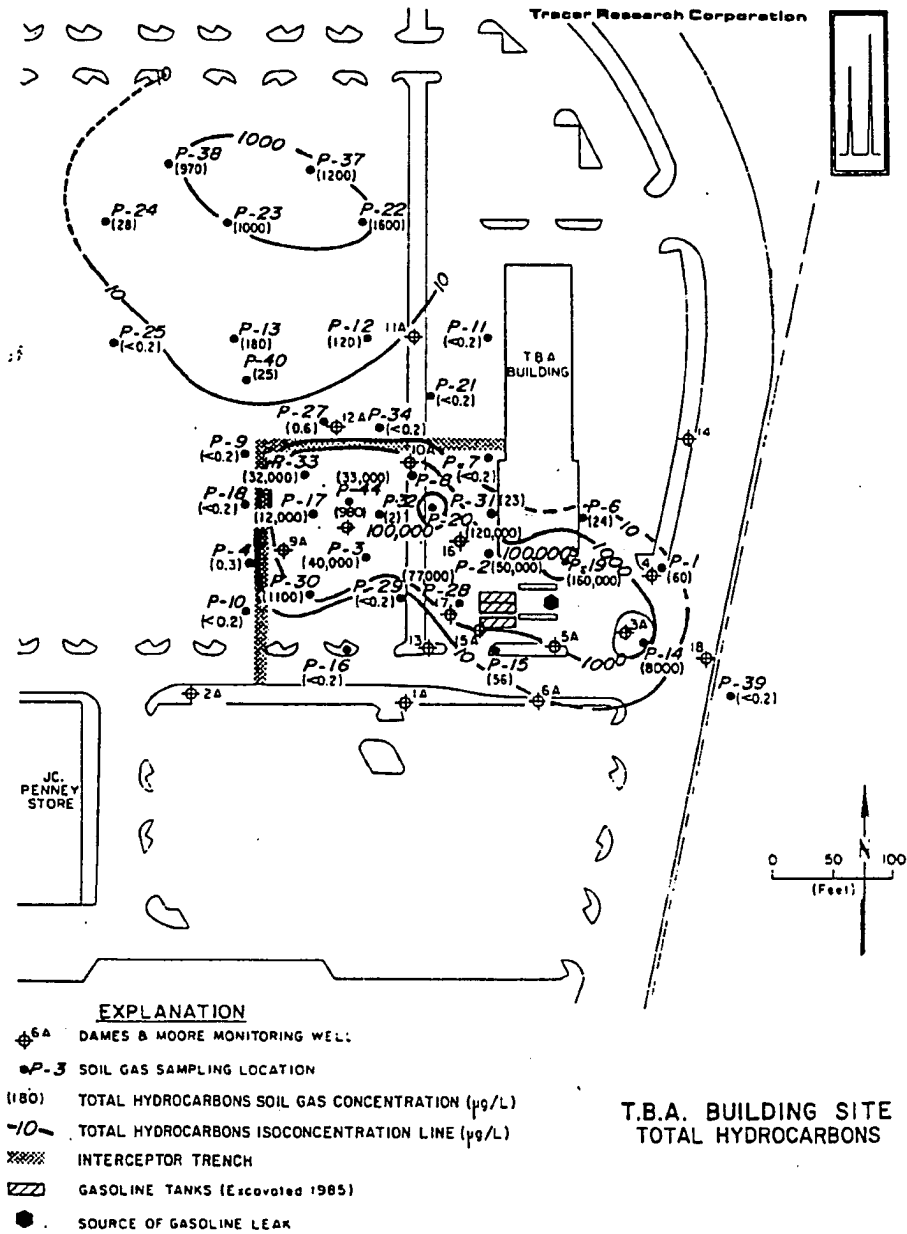 Tracer Research Corporation
0
1000
P-38
(970)
P-37
(1200)
P-24
(28)
P-23
(1000)
P-22
(1600)
10
10
P-25
(<0.2)
P-13
(180)
P-12
(120)
11A
P-11
(<0.2)
T B A
BUILDING
P-40
(25)
P-21
(<0.2)
P-27
(0.6)
12A
P-34
(<0.2)
14
P-9
(<0.2)
10A
P-7
(<0.2)
P-33
(32,000)
(33,000)
P-44
P-8
P-18
(<0.2)
P-17
(12,000)
(980)
P-32
(2)
P-31
(23)
P-6
(24)
10
100,000
P-20
(120,000)
P-4
(0.3)
9A
P-3
(40,000)
16
P-2
(50,000)
100,000
P-19
(160,000)
1000
4
P-1
(60)
P-30
(1100)
(77000)
P-29
(<0.2)
P-28
17
P-10
(<0.2)
3A
P-16
(<0.2)
13
10
15A
P-15
(56)
5A
1000
P-14
(8000)
18
P-39
(<0.2)
2A
1A
6A
JC.
PENNEY
STORE
N
0 50 100
(Feet)
EXPLANATION
6A DAMES & MOORE MONITORING WELL
P-3 SOIL GAS SAMPLING LOCATION
(180) TOTAL HYDROCARBONS SOIL GAS CONCENTRATION (µg/L)
-10- TOTAL HYDROCARBONS ISOCONCENTRATION LINE (µg/L)
INTERCEPTOR TRENCH
GASOLINE TANKS (Excavated 1985)
SOURCE OF GASOLINE LEAK
T.B.A. BUILDING SITE
TOTAL HYDROCARBONS